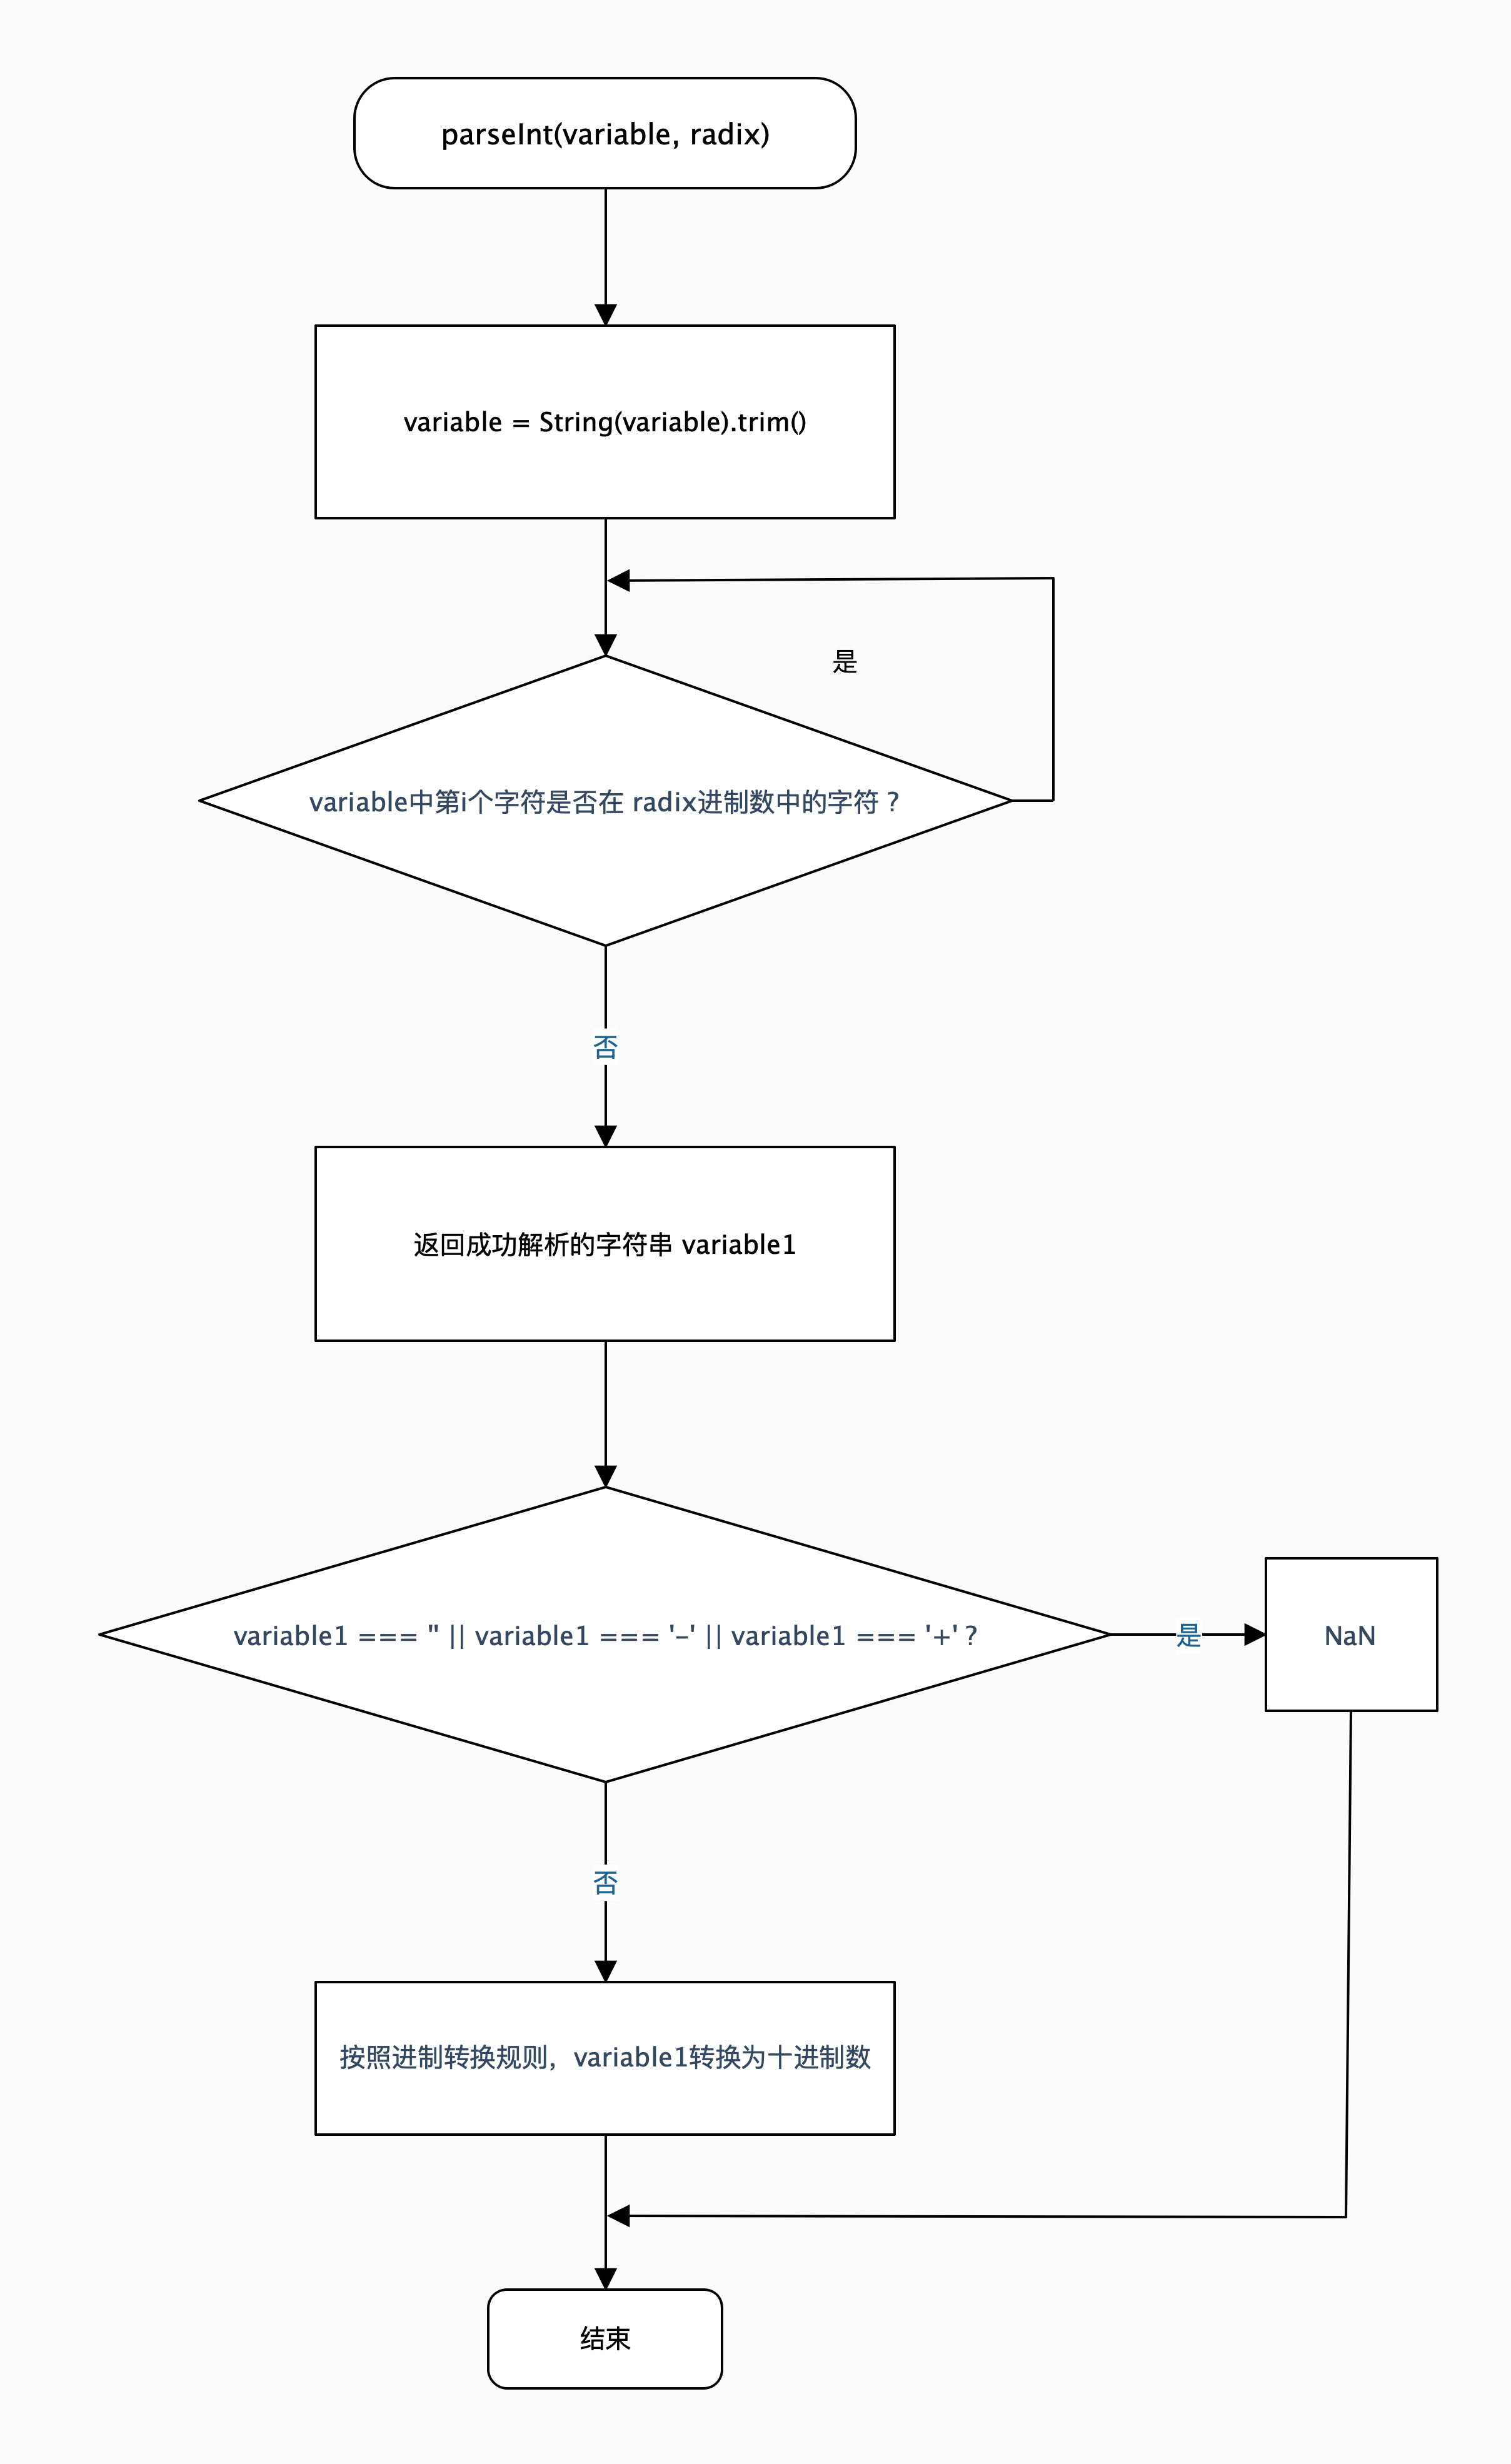 parseInt(variable, radix)
variable = String(variable).trim()
是
variable中第i个字符是否在 radix进制数中的字符？
否
返回成功解析的字符串 variable1
variable1 === '' || variable1 === '-' || variable1 === '+'？
是
NaN
否
按照进制转换规则，variable1转换为十进制数
结束